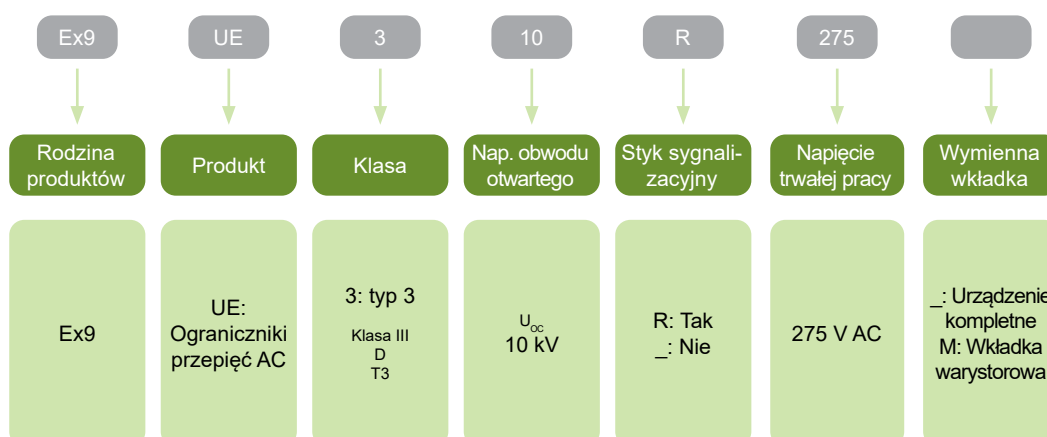 Ex9
UE
3
10
R
275
Rodzina
produktów
Produkt
Klasa
Nap. obwodu
otwartego
Styk sygnali-
zacyjny
Napięcie
trwałej pracy
Wymienna
wkładka
Ex9
UE:
Ograniczniki
przepięć AC
3: typ 3
Klasa III
D
T3
Uoc
10 kV
R: Tak
_: Nie
275 V AC
_: Urządzenie
kompletne
M: Wkładka
warystorowa